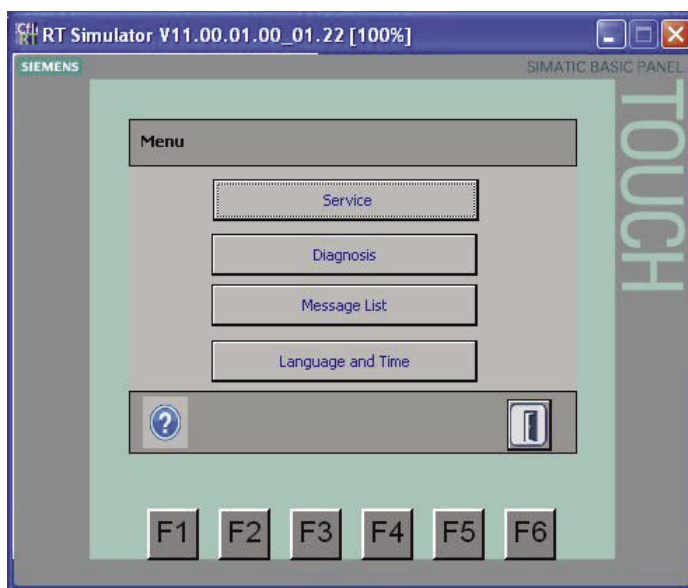 RT Simulator V11.00.01.00_01.22 [100%]
SIEMENS
SIMATIC BASIC PANEL
TOUCH
Menu
Service
Diagnosis
Message List
Language and Time
?
F1 F2 F3 F4 F5 F6